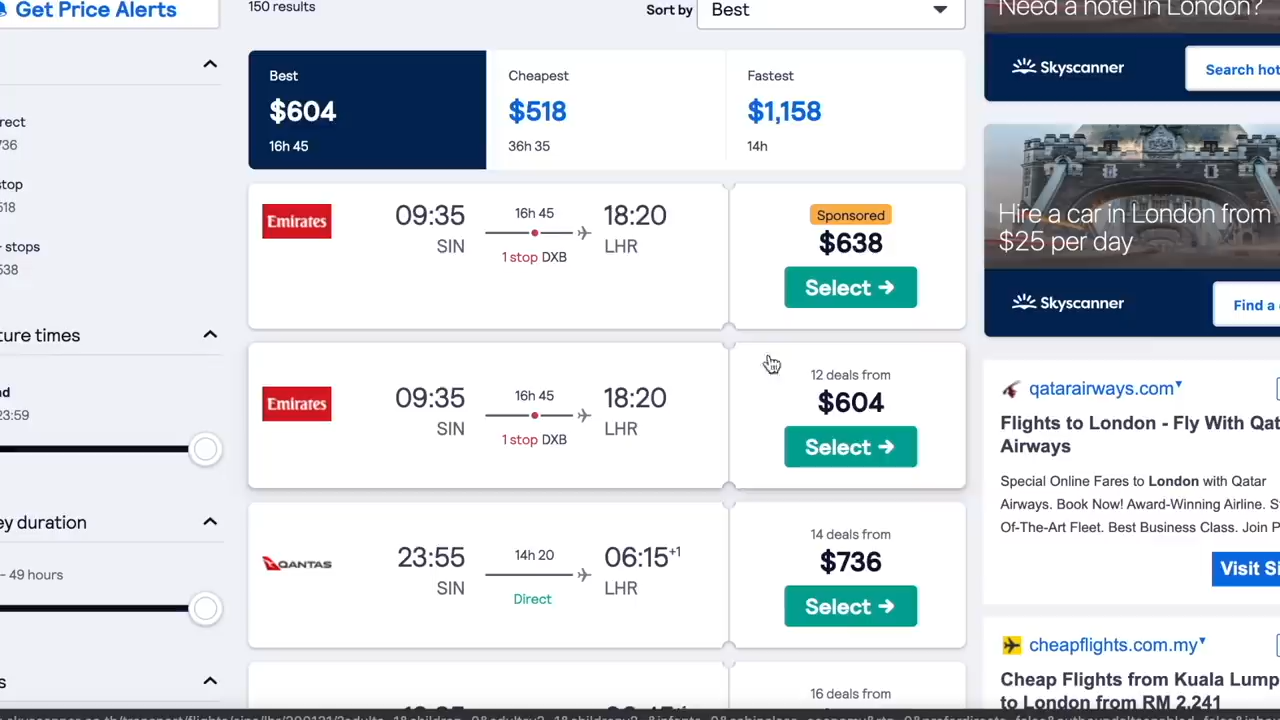 Get Price Alerts
150 results
Sort by
Best
Need a hotel in London?
Skyscanner
Search hot
Best
$604
16h 45
Cheapest
$518
36h 35
Fastest
$1,158
14h
rect
736
stop
518
stops
538
Emirates
09:35
SIN
16h 45
1 stop DXB
18:20
LHR
Sponsored
$638
Select →
Hire a car in London from
$25 per day
Skyscanner
Find a
ture times
nd
23:59
Emirates
09:35
SIN
16h 45
1 stop DXB
18:20
LHR
12 deals from
$604
Select →
qatarairways.com
Flights to London - Fly With Qat
Airways
Special Online Fares to London with Qatar
Airways. Book Now! Award-Winning Airline. S
Of-The-Art Fleet. Best Business Class. Join P
Visit Si
ey duration
– 49 hours
QANTAS
23:55
SIN
14h 20
Direct
06:15+1
LHR
14 deals from
$736
Select →
cheapflights.com.my
Cheap Flights from Kuala Lump
to London from RM 2,241
s
16 deals from